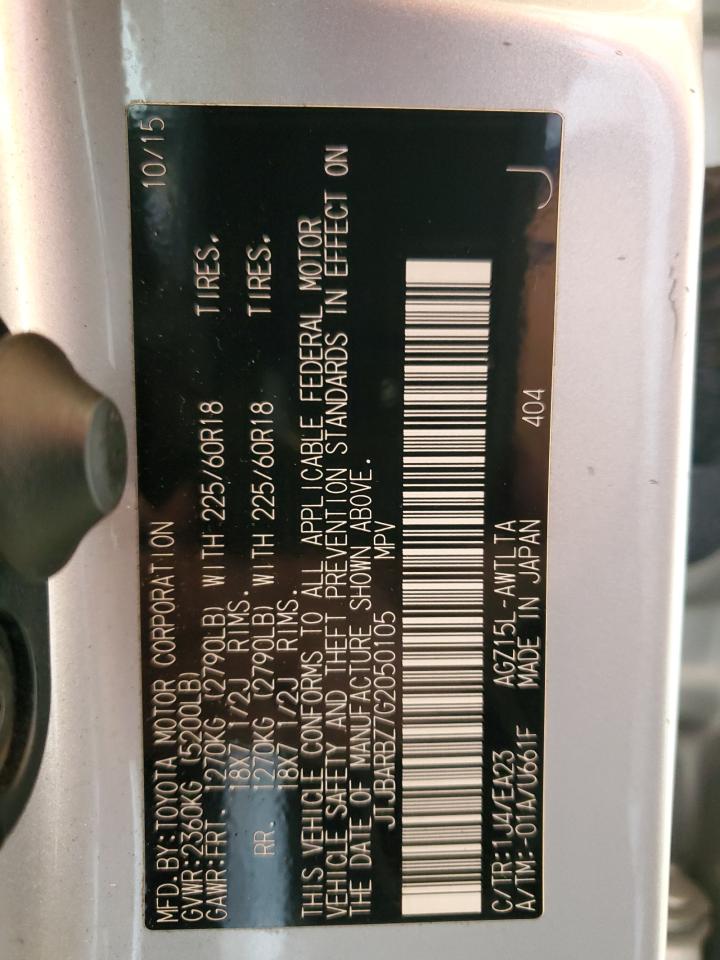 MFD.BY:TOYOTA MOTOR CORPORATION 10/15
GVWR:2360KG (5200LB)
GAWR:FRT. 1270KG (2790LB) WITH 225/60R18 TIRES,
18X7 1/2J RIMS.
RR. 1270KG (2790LB) WITH 225/60R18 TIRES,
18X7 1/2J RIMS.
THIS VEHICLE CONFORMS TO ALL APPLICABLE FEDERAL MOTOR
VEHICLE SAFETY AND THEFT PREVENTION STANDARDS IN EFFECT ON
THE DATE OF MANUFACTURE SHOWN ABOVE.
JTJBARBZ7G2050105 MPV
C/TR:1J4/EA23 AGZ15L-AWTLTA 404
A/TM:-01A/U661F MADE IN JAPAN J